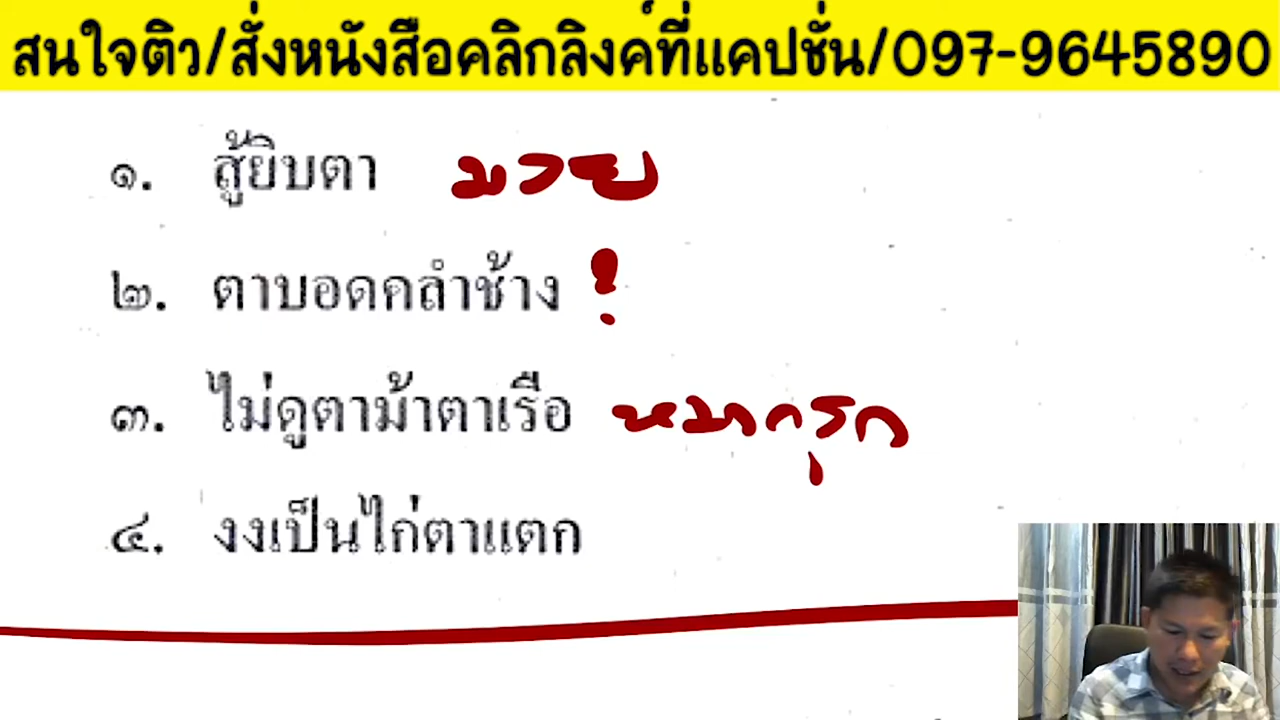 สนใจติว/สั่งหนังสือคลิกลิงค์ที่แคปชั่น/097-9645890
๑. สู้ยิบตา มวย
๒. ตาบอดคลำช้าง !
๓. ไม่ดูตาม้าตาเรือ หมากรุก
๔. งงเป็นไก่ตาแตก